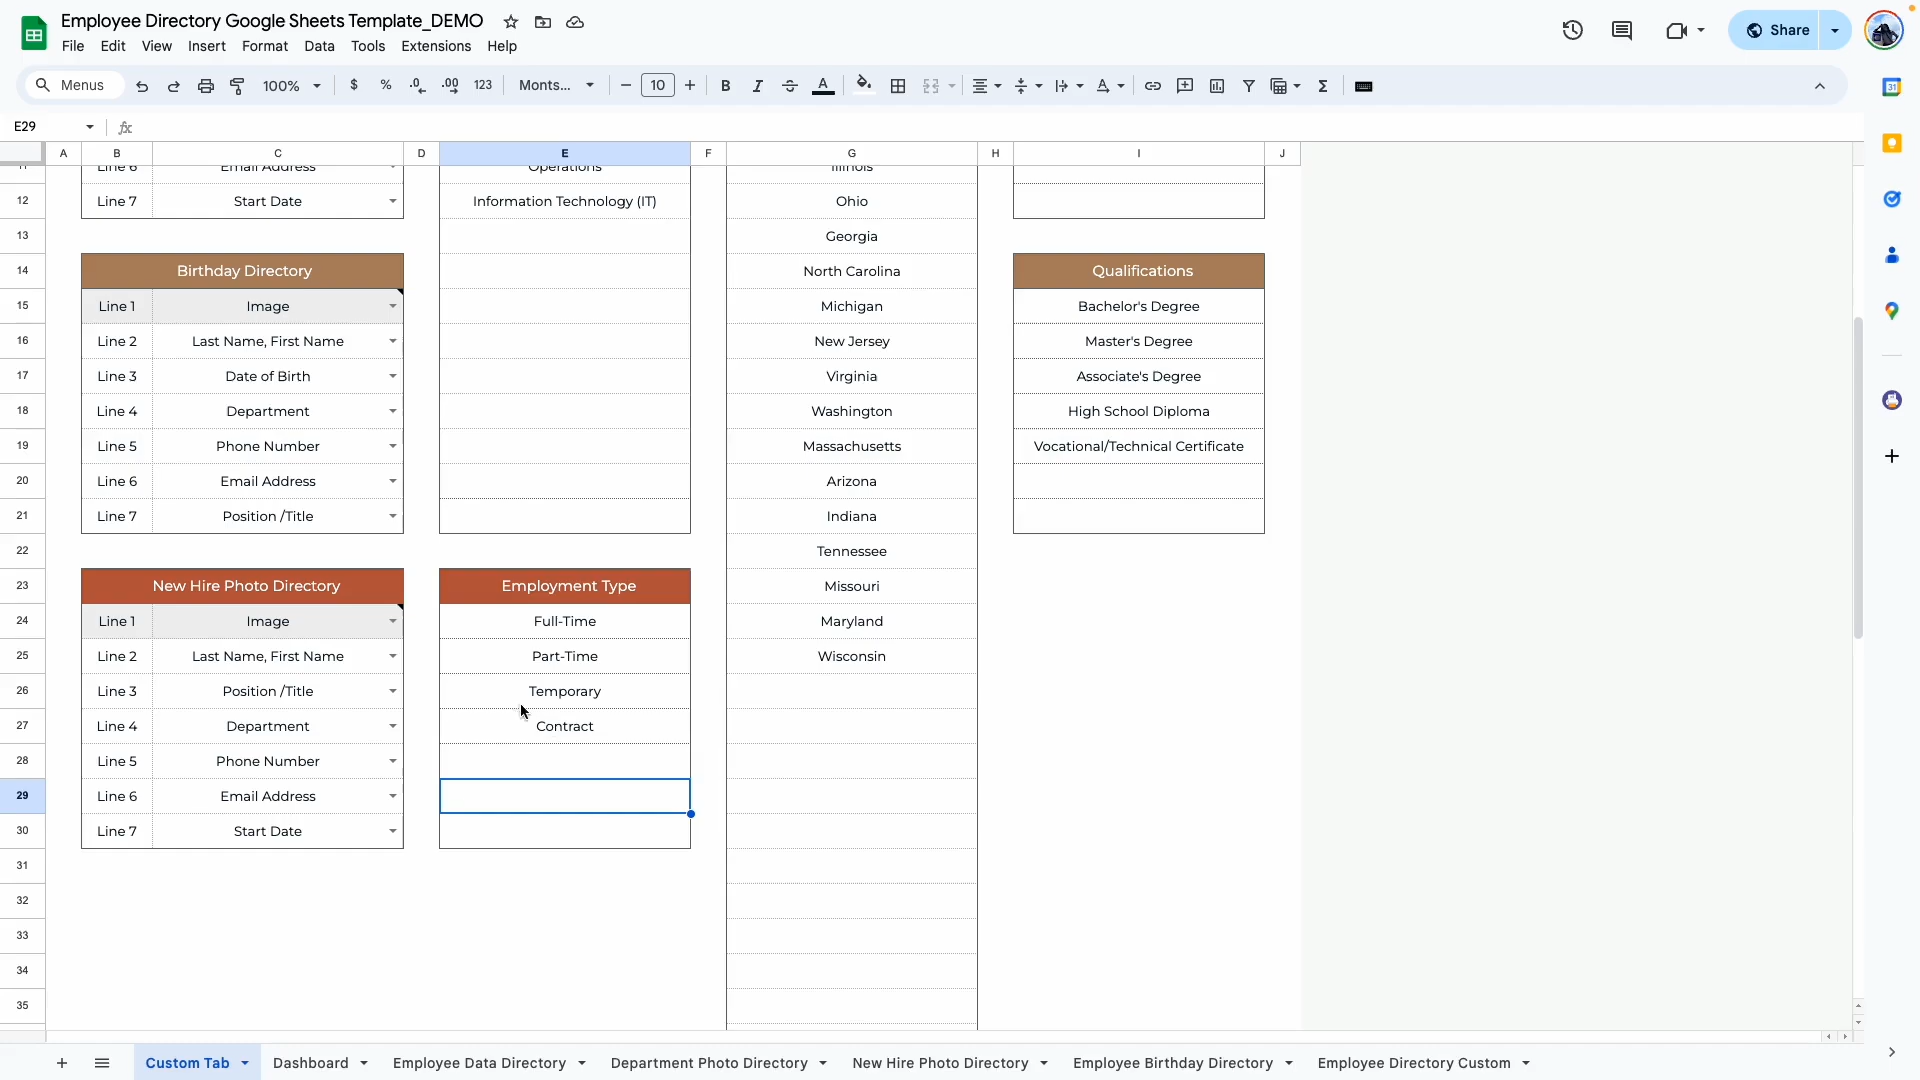 Employee Directory Google Sheets Template_DEMO
File Edit View Insert Format Data Tools Extensions Help
Share
Menus 100% $ % .0 .00 123 Monts... 10 B I A
E29 fx
A B C D E F G H I J
11 Line 6 Email Address Operations Illinois
12 Line 7 Start Date Information Technology (IT) Ohio
13 Georgia
14 Birthday Directory North Carolina Qualifications
15 Line 1 Image Michigan Bachelor's Degree
16 Line 2 Last Name, First Name New Jersey Master's Degree
17 Line 3 Date of Birth Virginia Associate's Degree
18 Line 4 Department Washington High School Diploma
19 Line 5 Phone Number Massachusetts Vocational/Technical Certificate
20 Line 6 Email Address Arizona
21 Line 7 Position /Title Indiana
22 Tennessee
23 New Hire Photo Directory Employment Type Missouri
24 Line 1 Image Full-Time Maryland
25 Line 2 Last Name, First Name Part-Time Wisconsin
26 Line 3 Position /Title Temporary
27 Line 4 Department Contract
28 Line 5 Phone Number
29 Line 6 Email Address
30 Line 7 Start Date
31
32
33
34
35
Custom Tab Dashboard Employee Data Directory Department Photo Directory New Hire Photo Directory Employee Birthday Directory Employee Directory Custom